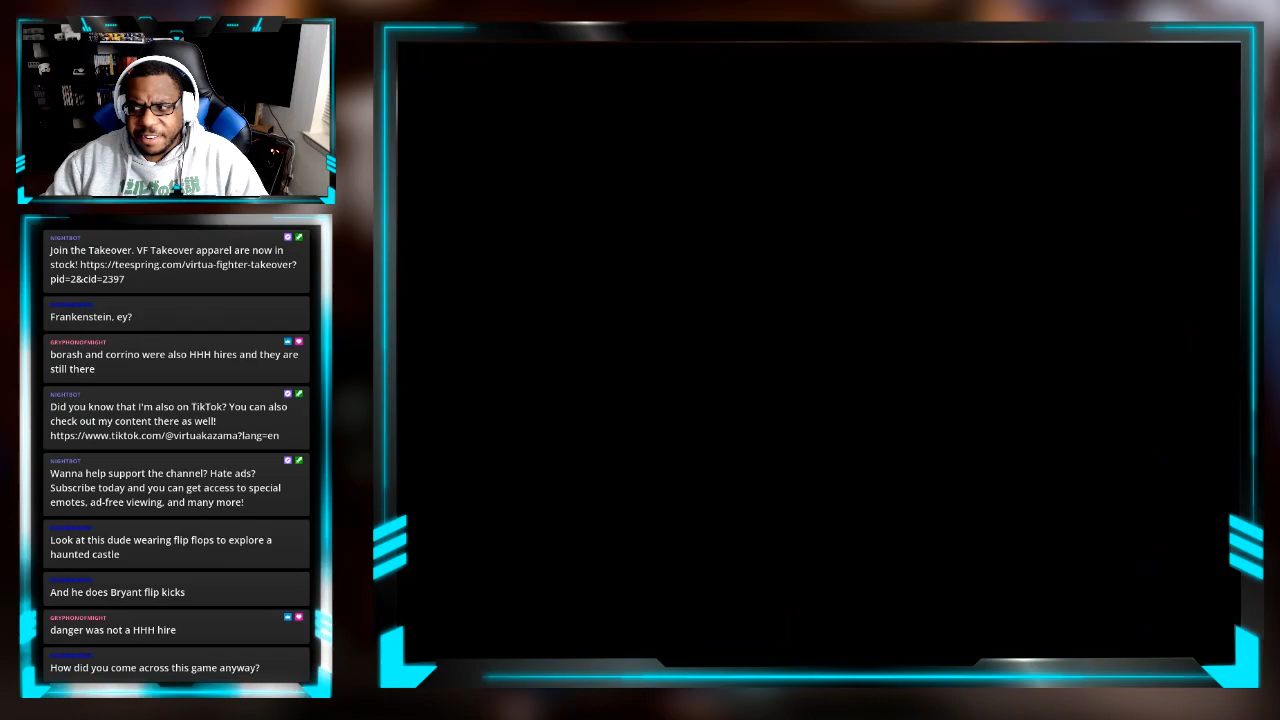 NIGHTBOT
Join the Takeover. VF Takeover apparel are now in
stock! https://teespring.com/virtua-fighter-takeover?
pid=2&cid=2397
Frankenstein, ey?
GRYPHONOFMIGHT
borash and corrino were also HHH hires and they are
still there
NIGHTBOT
Did you know that I'm also on TikTok? You can also
check out my content there as well!
https://www.tiktok.com/@virtuakazama?lang=en
NIGHTBOT
Wanna help support the channel? Hate ads?
Subscribe today and you can get access to special
emotes, ad-free viewing, and many more!
Look at this dude wearing flip flops to explore a
haunted castle
And he does Bryant flip kicks
GRYPHONOFMIGHT
danger was not a HHH hire
How did you come across this game anyway?